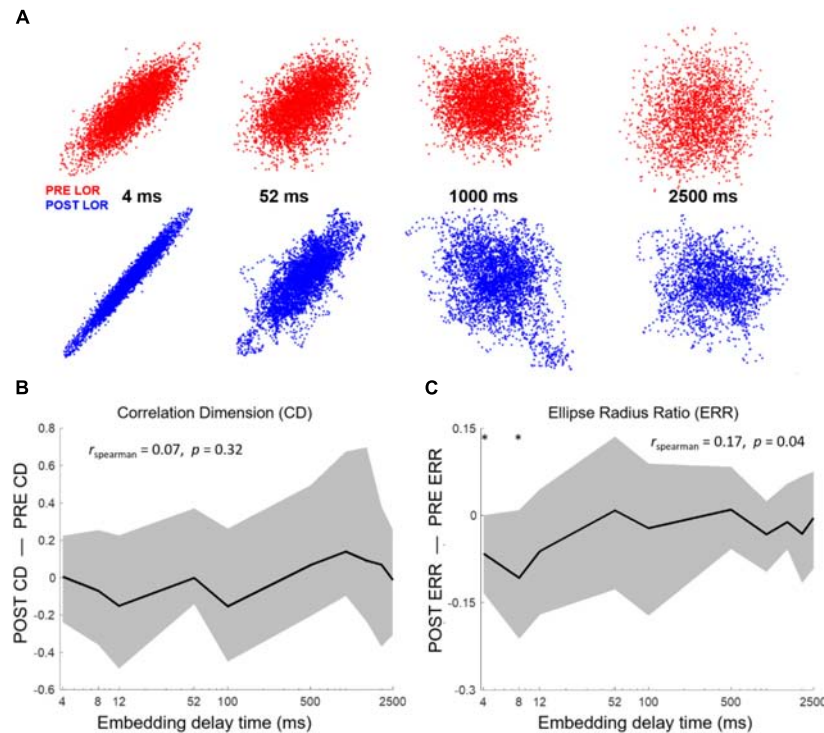 A
PRE LOR
POST LOR
4 ms
52 ms
1000 ms
2500 ms
B
Correlation Dimension (CD)
r_spearman = 0.07, p = 0.32
POST CD — PRE CD
0.8
0.6
0.4
0.2
0
-0.2
-0.4
-0.6
4 8 12 52 100 500 2500
Embedding delay time (ms)
C
Ellipse Radius Ratio (ERR)
* *
r_spearman = 0.17, p = 0.04
POST ERR — PRE ERR
0.15
0
-0.15
-0.3
4 8 12 52 100 500 2500
Embedding delay time (ms)